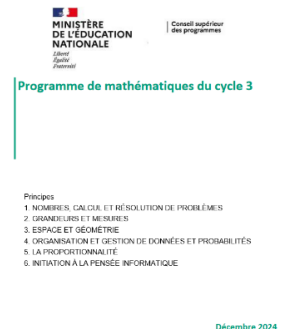 MINISTÈRE
DE L'ÉDUCATION
NATIONALE
Liberté
Égalité
Fraternité
Conseil supérieur
des programmes
Programme de mathématiques du cycle 3
Principes
1. NOMBRES, CALCUL ET RÉSOLUTION DE PROBLÈMES
2. GRANDEURS ET MESURES
3. ESPACE ET GÉOMÉTRIE
4. ORGANISATION ET GESTION DE DONNÉES ET PROBABILITÉS
5. LA PROPORTIONNALITÉ
6. INITIATION À LA PENSÉE INFORMATIQUE
Décembre 2024